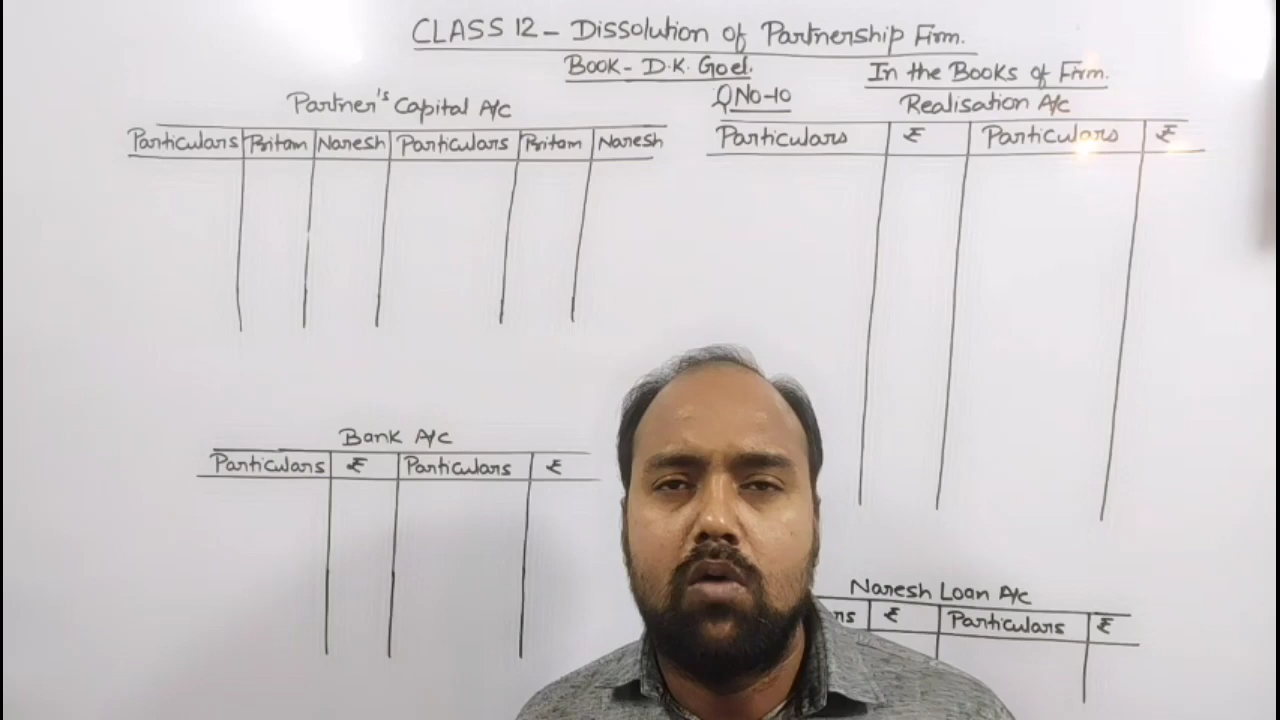 CLASS 12 - Dissolution of Partnership Firm.
Book - D.K. Goel.
In the Books of Firm.
Partner's Capital A/c
Particulars Pritam Naresh Particulars Pritam Naresh
Q No-10
Realisation A/c
Particulars ₹ Particulars ₹
Bank A/c
Particulars ₹ Particulars ₹
Naresh Loan A/c
rs ₹ Particulars ₹